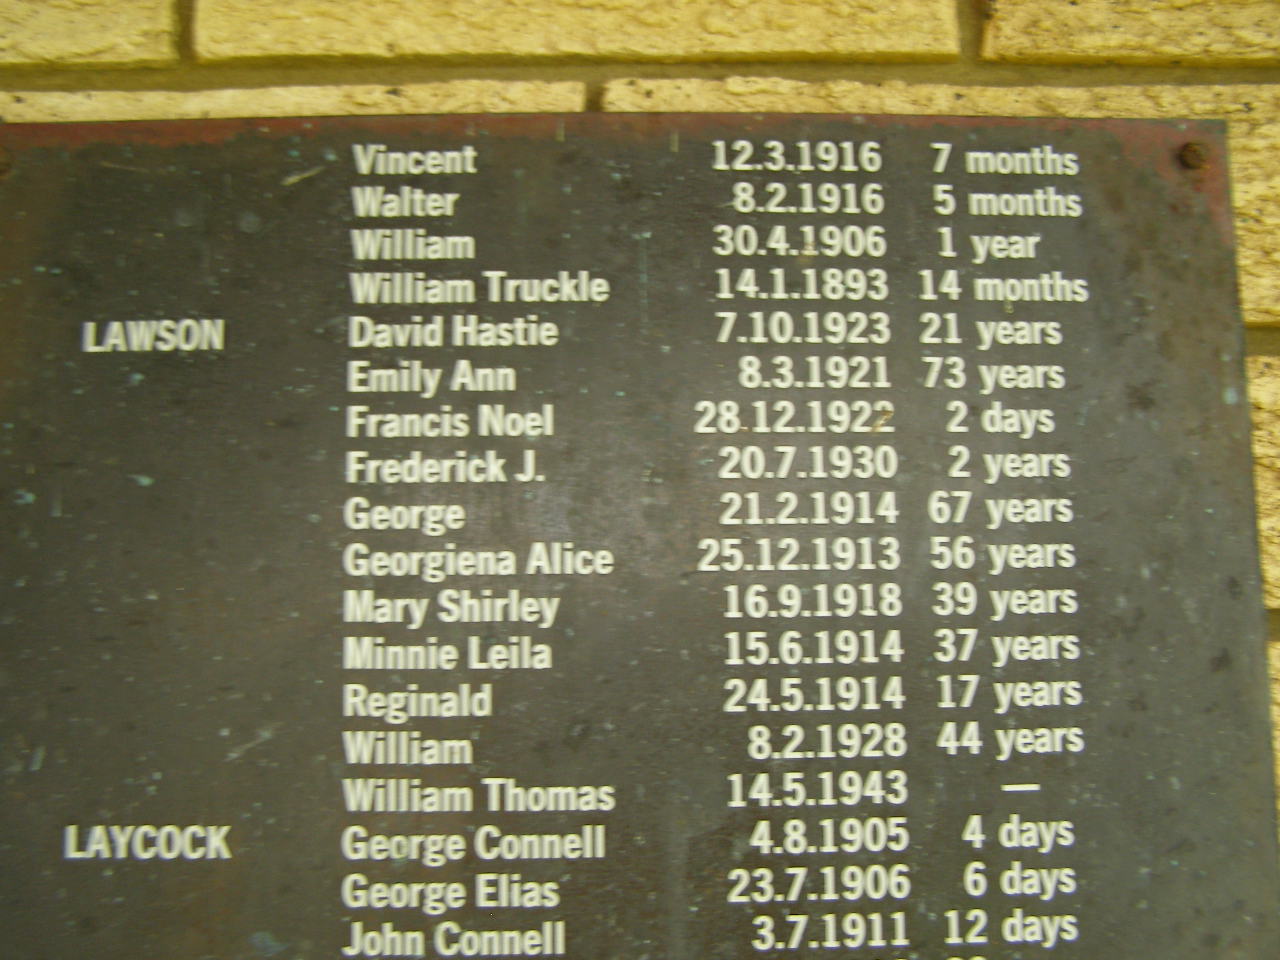 Vincent 12.3.1916 7 months
Walter 8.2.1916 5 months
William 30.4.1906 1 year
William Truckle 14.1.1893 14 months
LAWSON David Hastie 7.10.1923 21 years
Emily Ann 8.3.1921 73 years
Francis Noel 28.12.1922 2 days
Frederick J. 20.7.1930 2 years
George 21.2.1914 67 years
Georgiena Alice 25.12.1913 56 years
Mary Shirley 16.9.1918 39 years
Minnie Leila 15.6.1914 37 years
Reginald 24.5.1914 17 years
William 8.2.1928 44 years
William Thomas 14.5.1943 —
LAYCOCK George Connell 4.8.1905 4 days
George Elias 23.7.1906 6 days
John Connell 3.7.1911 12 days